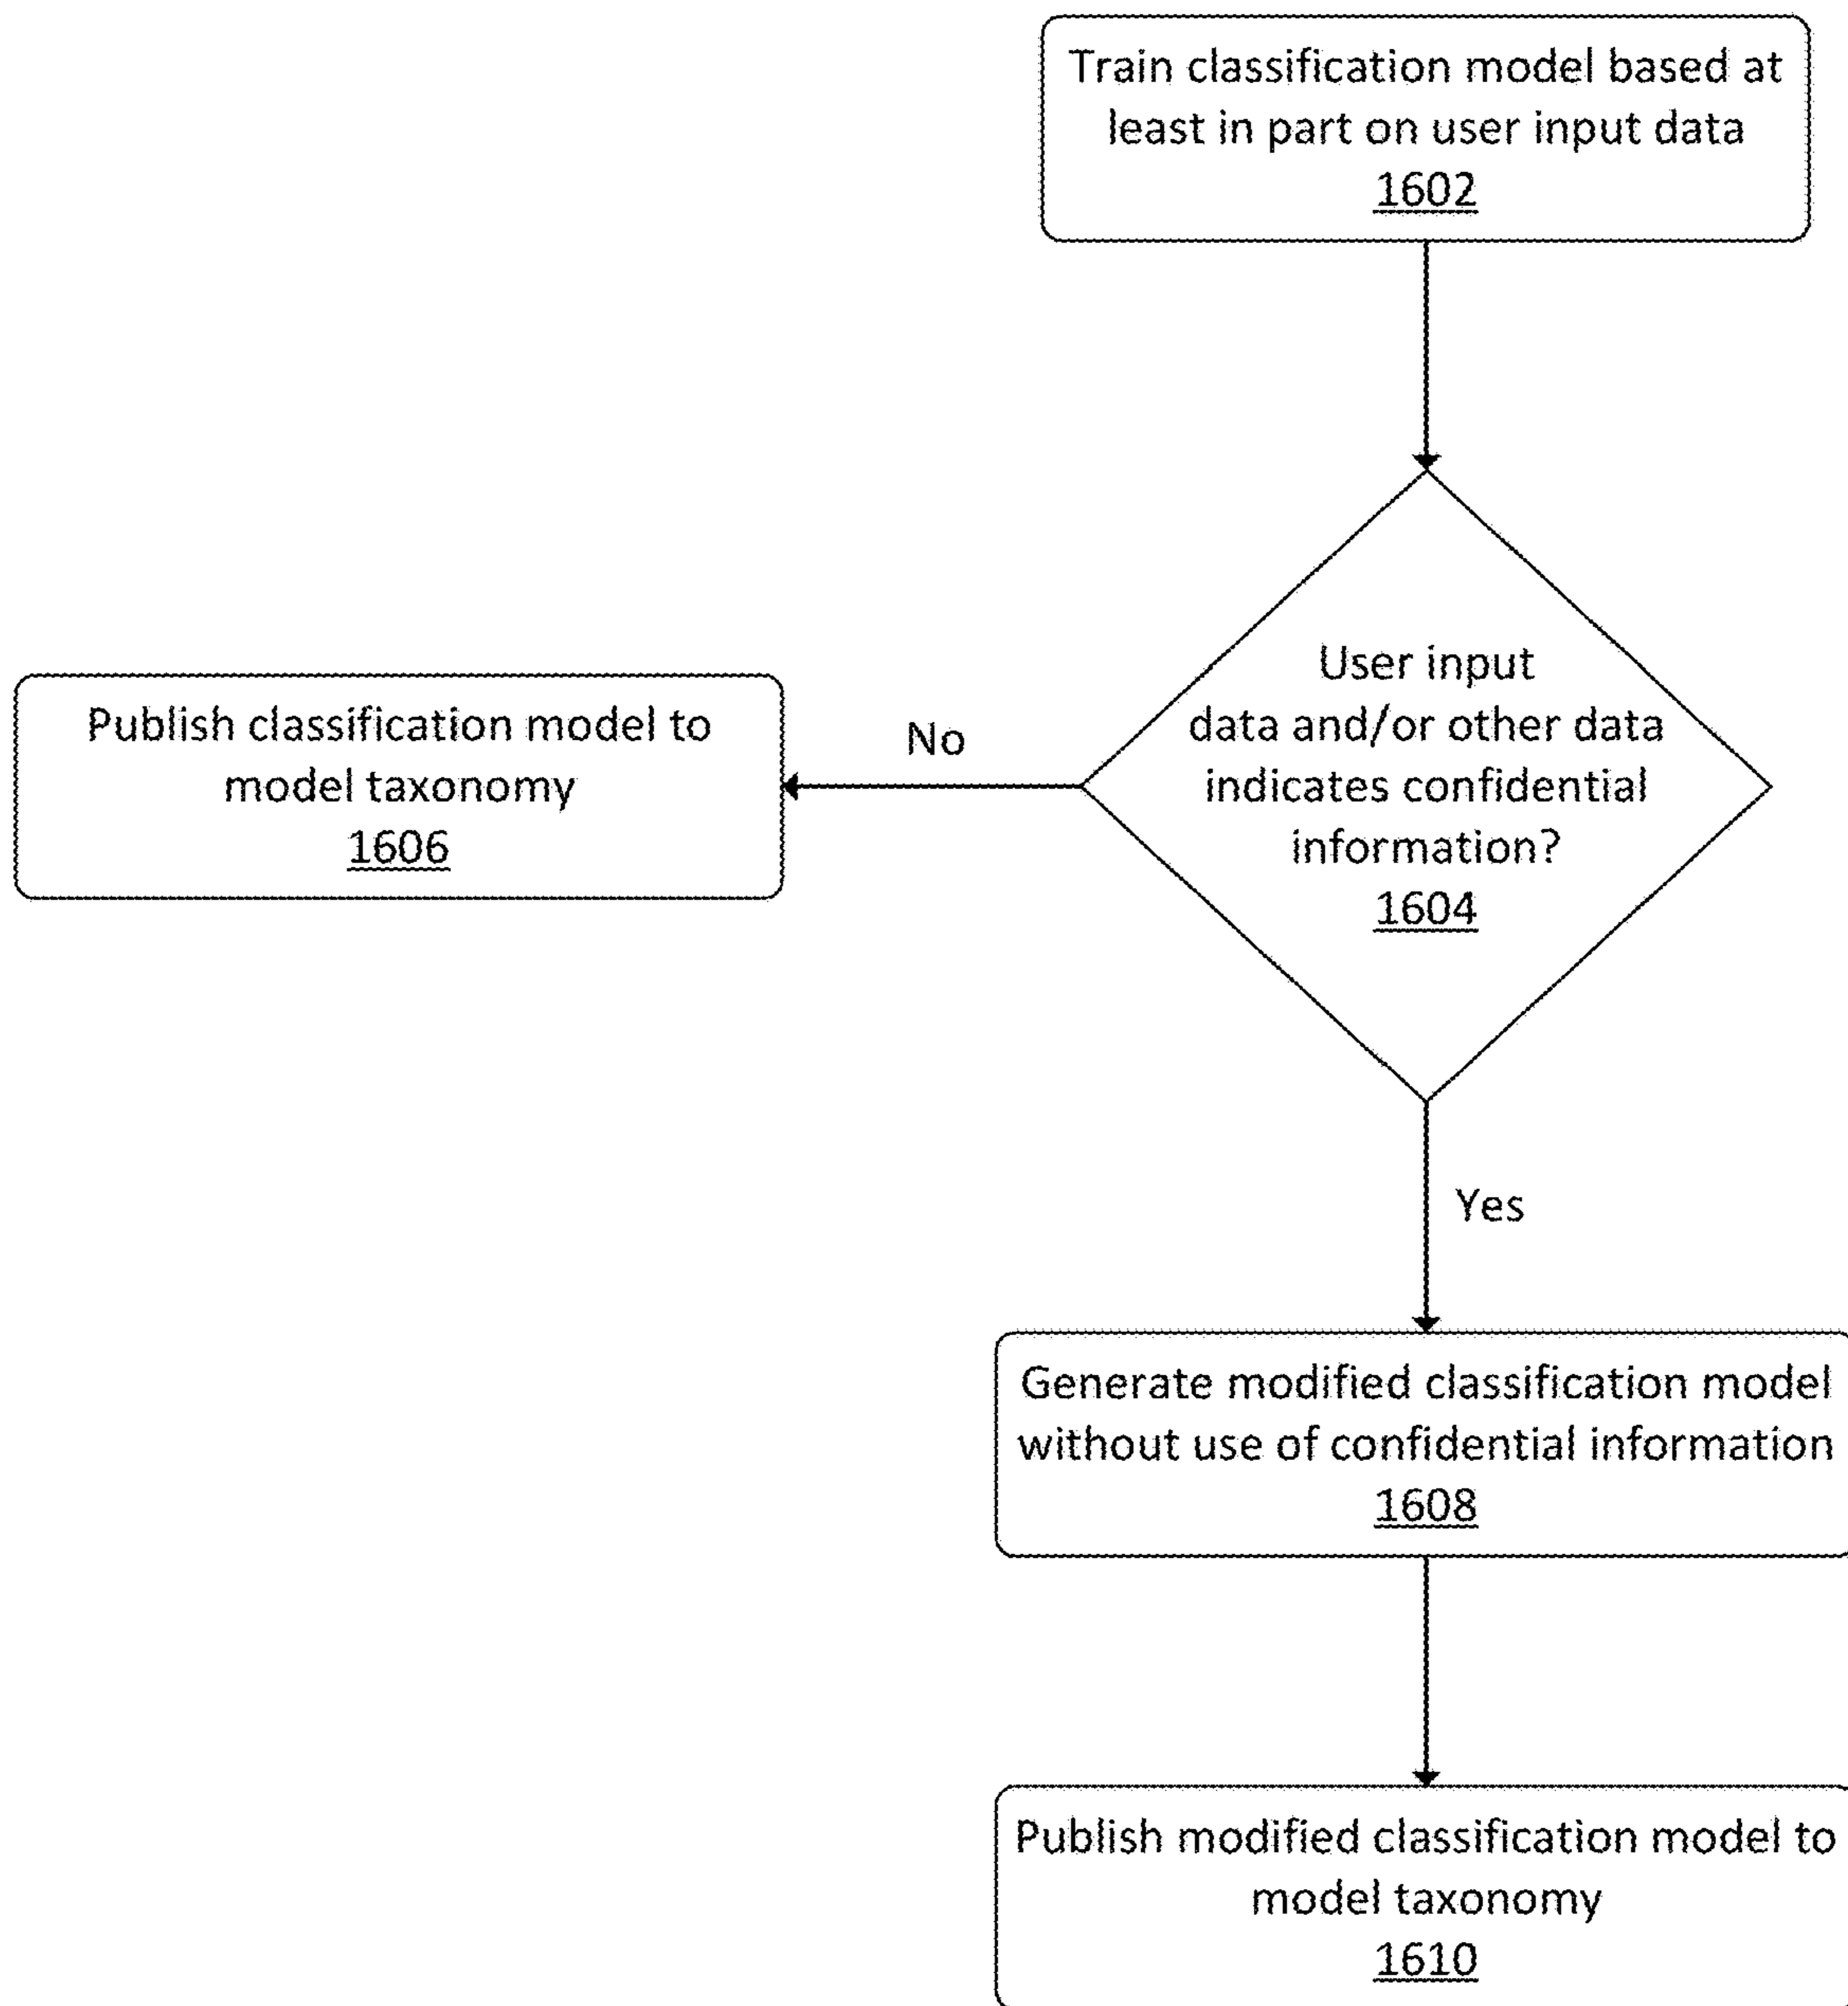 Train classification model based at
least in part on user input data
1602
User input
data and/or other data
indicates confidential
information?
1604
No
Publish classification model to
model taxonomy
1606
Yes
Generate modified classification model
without use of confidential information
1608
Publish modified classification model to
model taxonomy
1610